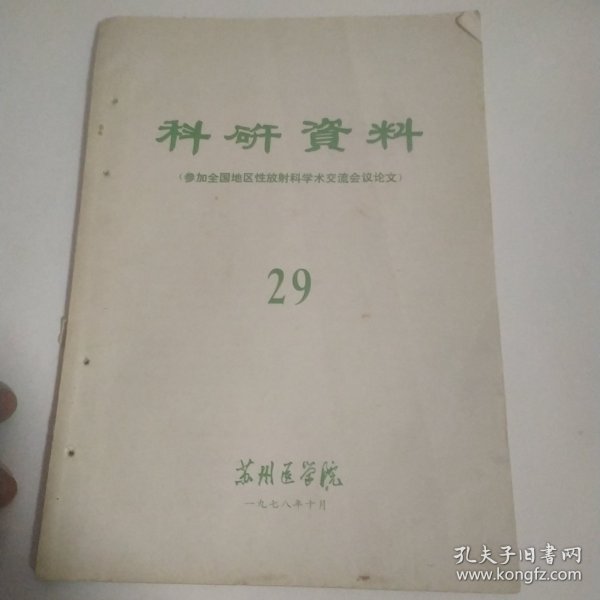 科研資料
（参加全国地区性放射科学术交流会议论文）
29
苏州医学院
一九七八年十月
孔夫子旧书网
www.kongfz.com